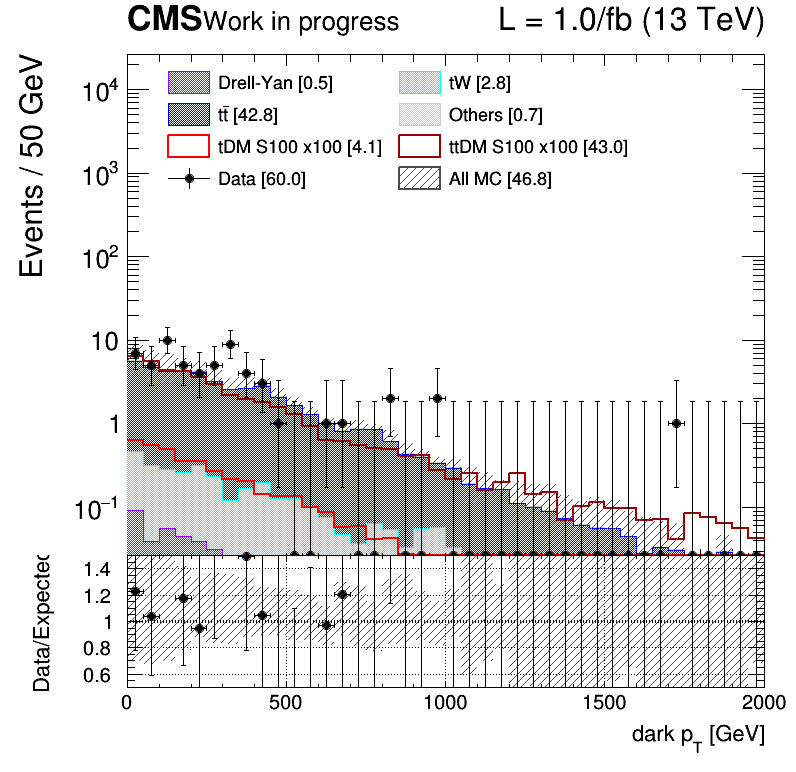 CMS Work in progress L = 1.0/fb (13 TeV)
Events / 50 GeV
Drell-Yan [0.5] tW [2.8]
tt̄ [42.8] Others [0.7]
tDM S100 x100 [4.1] ttDM S100 x100 [43.0]
Data [60.0] All MC [46.8]
10⁴
10³
10²
10
1
10⁻¹
Data/Expected
1.4
1.2
1
0.8
0.6
0 500 1000 1500 2000
dark p_T [GeV]